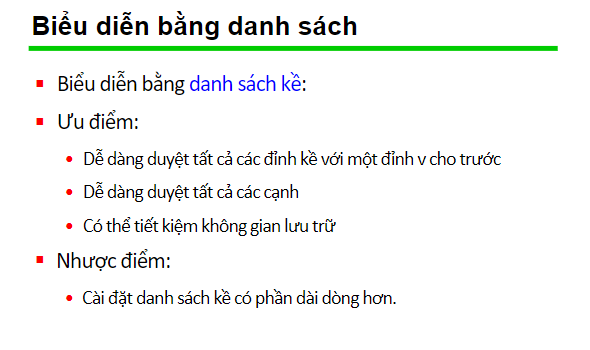 Biểu diễn bằng danh sách
Biểu diễn bằng danh sách kề:
Ưu điểm:
Dễ dàng duyệt tất cả các đỉnh kề với một đỉnh v cho trước
Dễ dàng duyệt tất cả các cạnh
Có thể tiết kiệm không gian lưu trữ
Nhược điểm:
Cài đặt danh sách kề có phần dài dòng hơn.